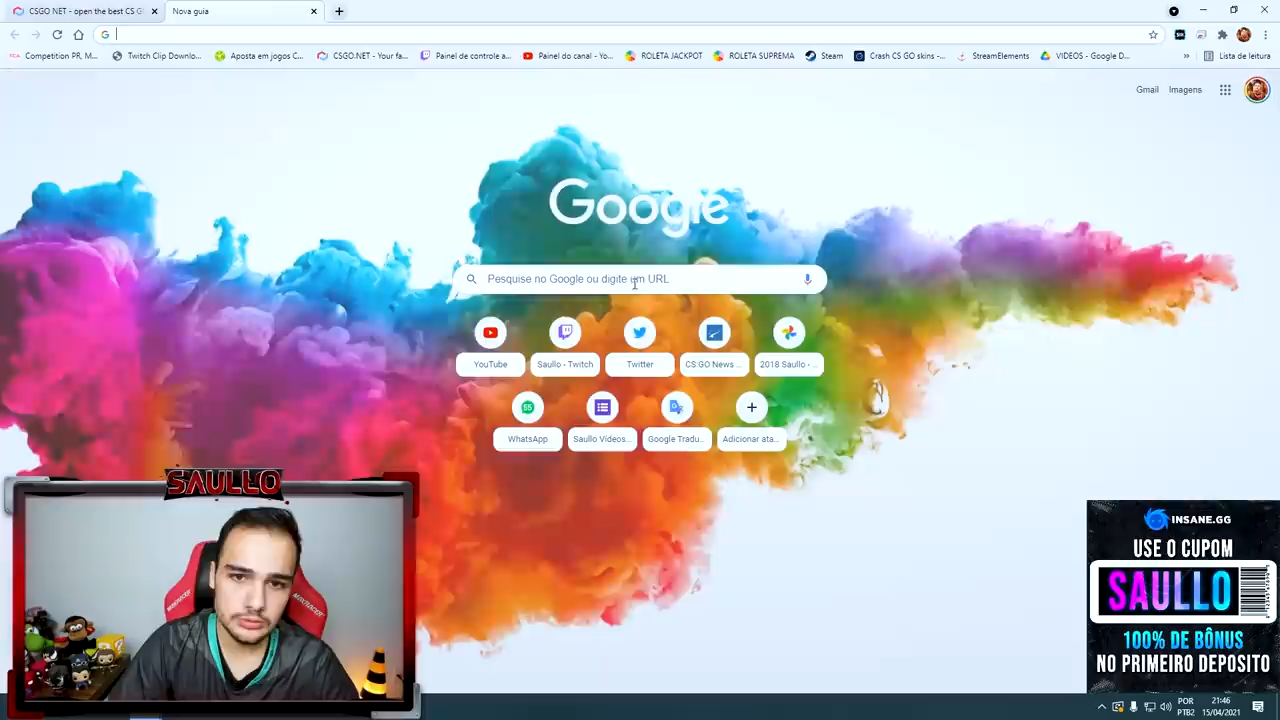 CSGO.NET - open the best CS G
Nova guia
Competition PR, M...
Twitch Clip Downlo...
Aposta em jogos C...
CSGO.NET - Your fa...
Painel de controle a...
Painel do canal - Yo...
ROLETA JACKPOT
ROLETA SUPREMA
Steam
Crash CS GO skins -...
StreamElements
VIDEOS - Google D...
Lista de leitura
Gmail
Imagens
Google
Pesquise no Google ou digite um URL
YouTube
Saullo - Twitch
Twitter
CS:GO News ...
2018 Saullo - ...
WhatsApp
Saullo Vídeos...
Google Tradu...
Adicionar ata...
SAULLO
INSANE.GG
USE O CUPOM
SAULLO
100% DE BÔNUS
NO PRIMEIRO DEPOSITO
POR
PTB2
21:46
15/04/2021